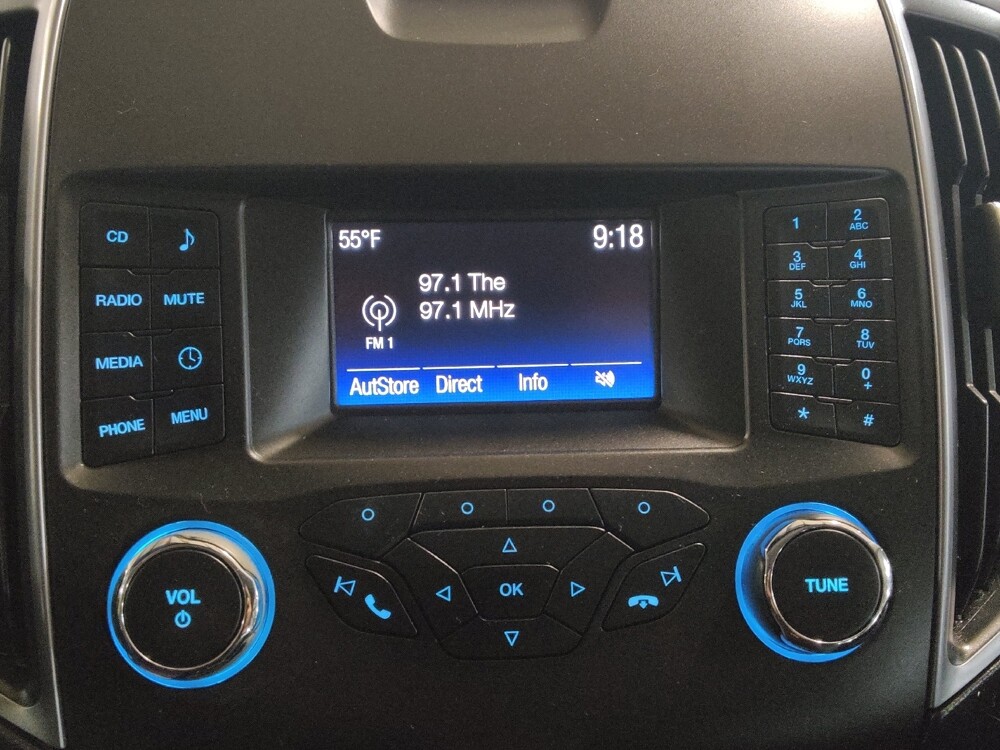 55°F 9:18
97.1 The
97.1 MHz
FM 1
AutStore Direct Info
CD
RADIO MUTE
MEDIA
PHONE MENU
1 2 ABC
3 DEF 4 GHI
5 JKL 6 MNO
7 PQRS 8 TUV
9 WXYZ 0 +
* #
VOL
OK
TUNE